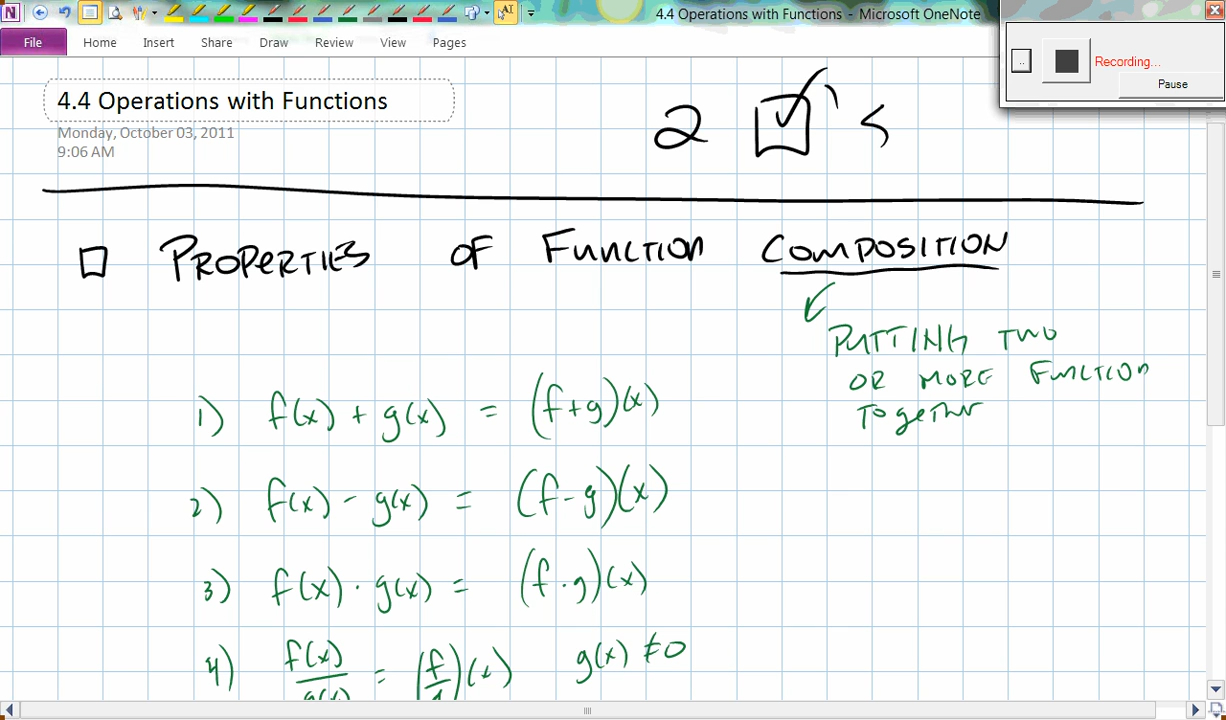 4.4 Operations with Functions - Microsoft OneNote
File Home Insert Share Draw Review View Pages
Recording...
..
Pause
4.4 Operations with Functions
Monday, October 03, 2011
9:06 AM
2 ☑'s
□ PROPERTIES OF FUNCTION COMPOSITION
PUTTING TWO
OR MORE FUNCTION
TOGETHER
1) f(x) + g(x) = (f+g)(x)
2) f(x) - g(x) = (f-g)(x)
3) f(x) · g(x) = (f·g)(x)
4) f(x)/g(x) = (f/g)(x) g(x) ≠ 0